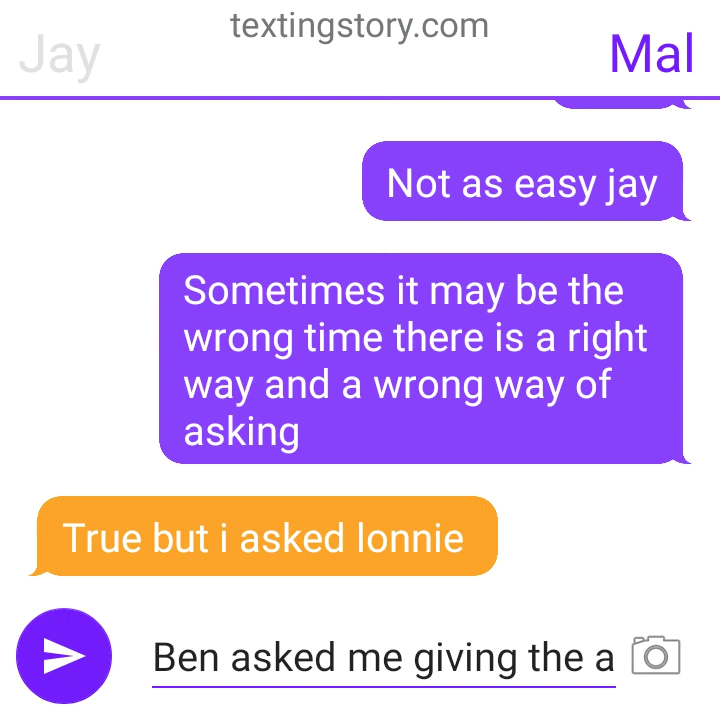 textingstory.com
Jay
Mal
Not as easy jay
Sometimes it may be the
wrong time there is a right
way and a wrong way of
asking
True but i asked lonnie
Ben asked me giving the a